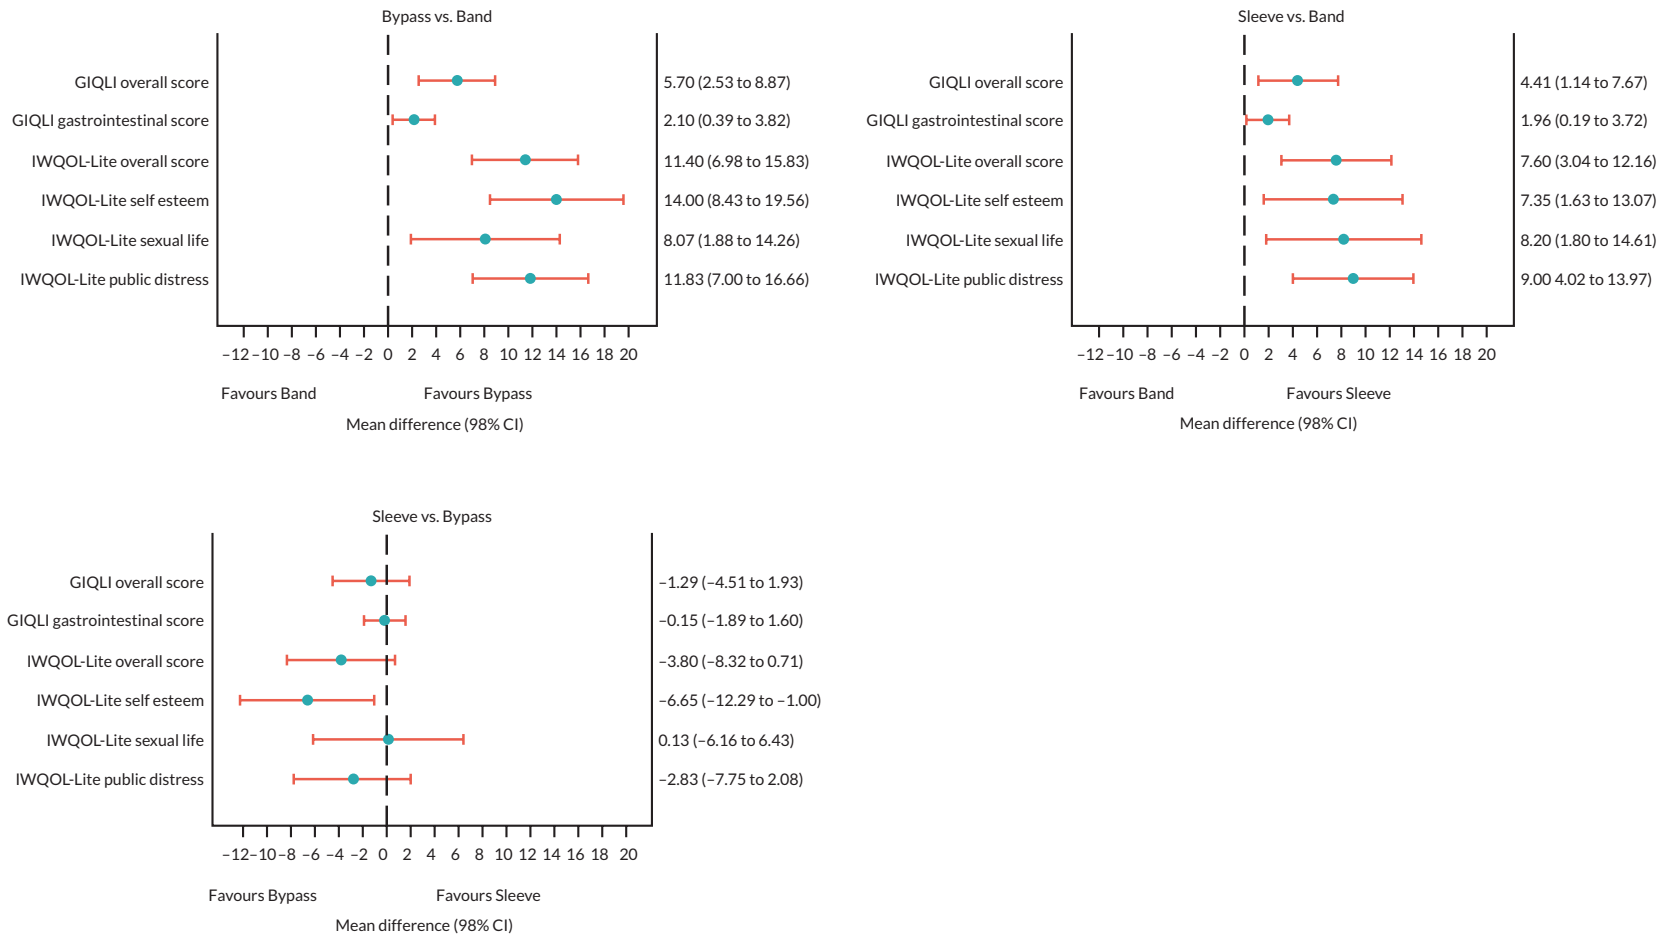 Bypass vs. Band
GIQLI overall score 5.70 (2.53 to 8.87)
GIQLI gastrointestinal score 2.10 (0.39 to 3.82)
IWQOL-Lite overall score 11.40 (6.98 to 15.83)
IWQOL-Lite self esteem 14.00 (8.43 to 19.56)
IWQOL-Lite sexual life 8.07 (1.88 to 14.26)
IWQOL-Lite public distress 11.83 (7.00 to 16.66)
−12 −10 −8 −6 −4 −2 0 2 4 6 8 10 12 14 16 18 20
Favours Band Favours Bypass
Mean difference (98% CI)
Sleeve vs. Band
GIQLI overall score 4.41 (1.14 to 7.67)
GIQLI gastrointestinal score 1.96 (0.19 to 3.72)
IWQOL-Lite overall score 7.60 (3.04 to 12.16)
IWQOL-Lite self esteem 7.35 (1.63 to 13.07)
IWQOL-Lite sexual life 8.20 (1.80 to 14.61)
IWQOL-Lite public distress 9.00 4.02 to 13.97)
−12 −10 −8 −6 −4 −2 0 2 4 6 8 10 12 14 16 18 20
Favours Band Favours Sleeve
Mean difference (98% CI)
Sleeve vs. Bypass
GIQLI overall score −1.29 (−4.51 to 1.93)
GIQLI gastrointestinal score −0.15 (−1.89 to 1.60)
IWQOL-Lite overall score −3.80 (−8.32 to 0.71)
IWQOL-Lite self esteem −6.65 (−12.29 to −1.00)
IWQOL-Lite sexual life 0.13 (−6.16 to 6.43)
IWQOL-Lite public distress −2.83 (−7.75 to 2.08)
−12 −10 −8 −6 −4 −2 0 2 4 6 8 10 12 14 16 18 20
Favours Bypass Favours Sleeve
Mean difference (98% CI)